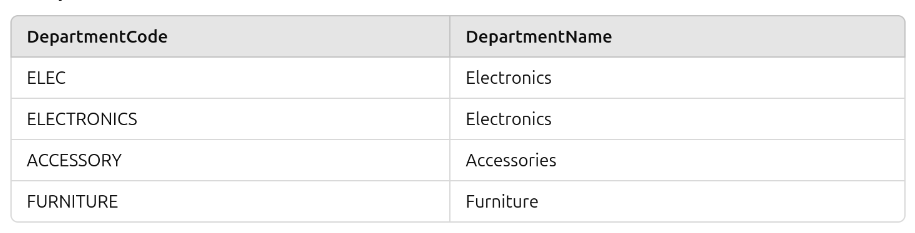 DepartmentCode DepartmentName
ELEC Electronics
ELECTRONICS Electronics
ACCESSORY Accessories
FURNITURE Furniture